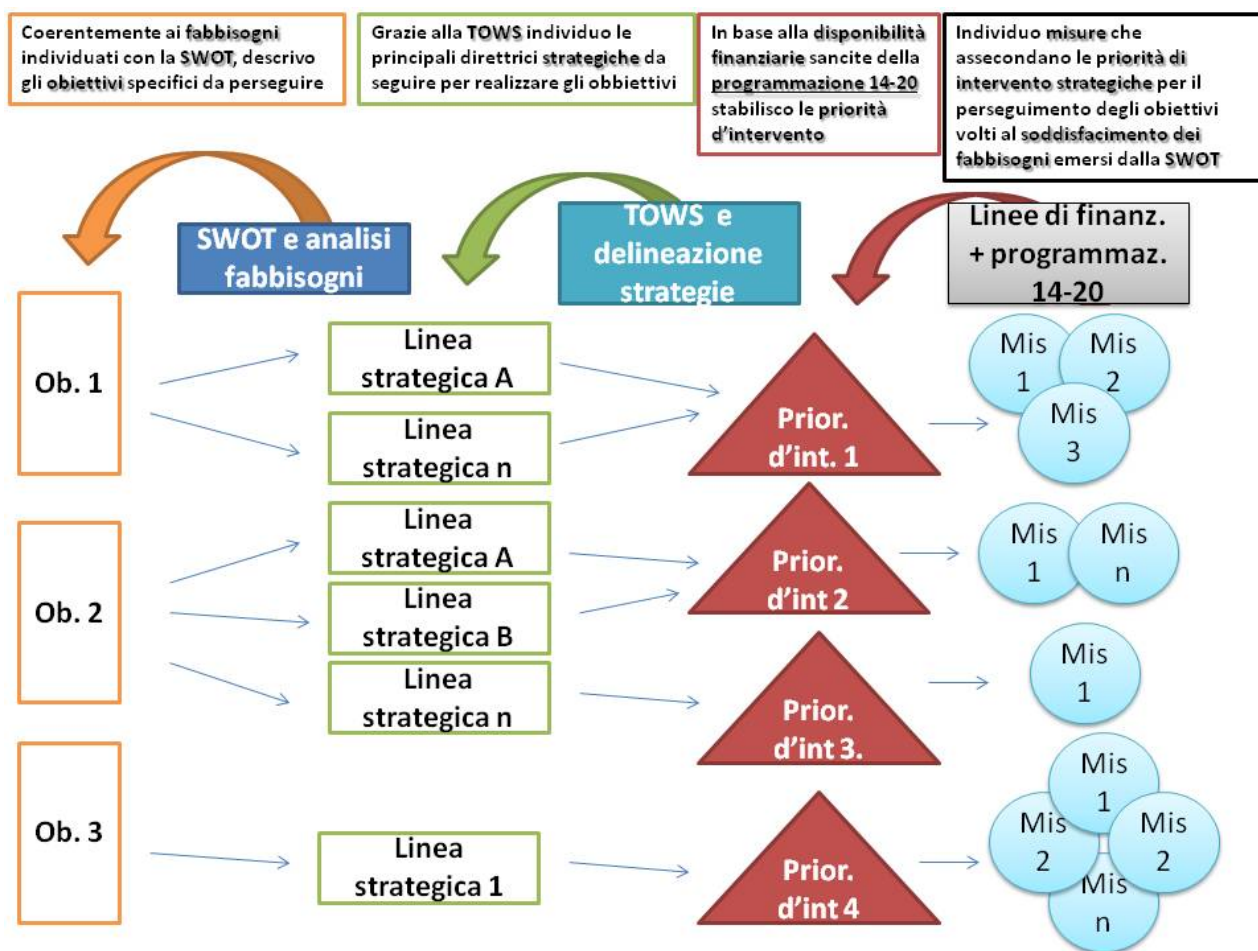 Coerentemente ai fabbisogni
individuati con la SWOT, descrivo
gli obiettivi specifici da perseguire
Grazie alla TOWS individuo le
principali direttrici strategiche da
seguire per realizzare gli obbiettivi
In base alla disponibilità
finanziarie sancite della
programmazione 14-20
stabilisco le priorità
d'intervento
Individuo misure che
assecondano le priorità di
intervento strategiche per il
perseguimento degli obiettivi
volti al soddisfacimento dei
fabbisogni emersi dalla SWOT
SWOT e analisi
fabbisogni
TOWS e
delineazione
strategie
Linee di finanz.
+ programmaz.
14-20
Ob. 1
Linea
strategica A
Linea
strategica n
Prior.
d'int. 1
Mis
1
Mis
2
Mis
3
Ob. 2
Linea
strategica A
Linea
strategica B
Linea
strategica n
Prior.
d'int 2
Mis
1
Mis
n
Prior.
d'int 3.
Mis
1
Ob. 3
Linea
strategica 1
Prior.
d'int 4
Mis
1
Mis
2
Mis
2
Mis
n